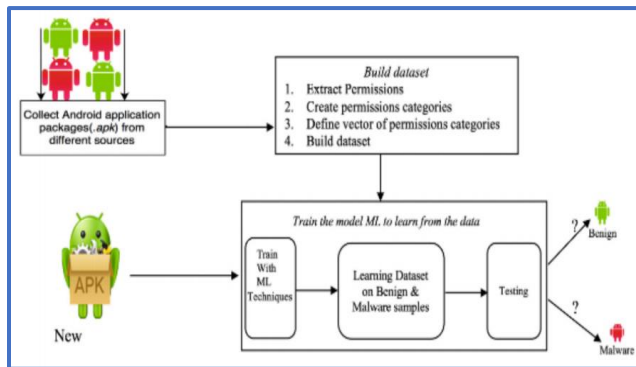 Collect Android application
packages(.apk) from
different sources
Build dataset
1. Extract Permissions
2. Create permissions categories
3. Define vector of permissions categories
4. Build dataset
Train the model ML to learn from the data
Train
With
ML
Techniques
Learning Dataset
on Benign &
Malware samples
Testing
?
Benign
?
Malware
APK
New